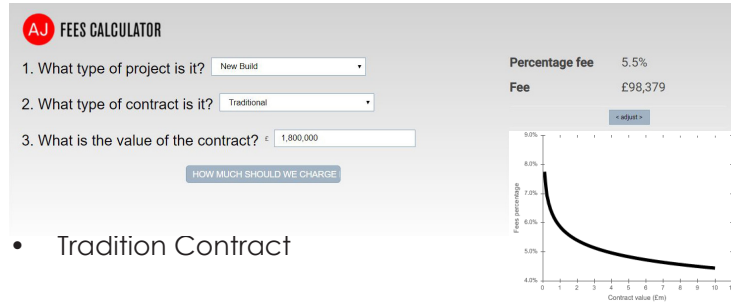 AJ FEES CALCULATOR
1. What type of project is it? New Build
2. What type of contract is it? Traditional
3. What is the value of the contract? £ 1,800,000
HOW MUCH SHOULD WE CHARGE
Percentage fee 5.5%
Fee £98,379
< adjust >
9.0%
8.0%
7.0%
6.0%
5.0%
4.0%
Fees percentage
0 1 2 3 4 5 6 7 8 9 10
Contract value (£m)
• Tradition Contract